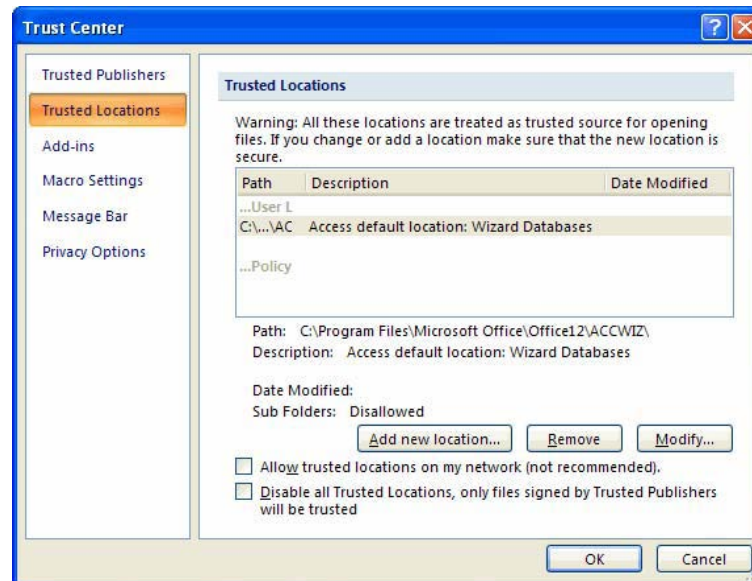 Trust Center
Trusted Publishers
Trusted Locations
Add-ins
Macro Settings
Message Bar
Privacy Options
Trusted Locations
Warning: All these locations are treated as trusted source for opening
files. If you change or add a location make sure that the new location is
secure.
Path Description Date Modified
...User L
C:\...\AC Access default location: Wizard Databases
...Policy
Path: C:\Program Files\Microsoft Office\Office12\ACCWIZ\
Description: Access default location: Wizard Databases
Date Modified:
Sub Folders: Disallowed
Add new location... Remove Modify...
Allow trusted locations on my network (not recommended).
Disable all Trusted Locations, only files signed by Trusted Publishers
will be trusted
OK Cancel